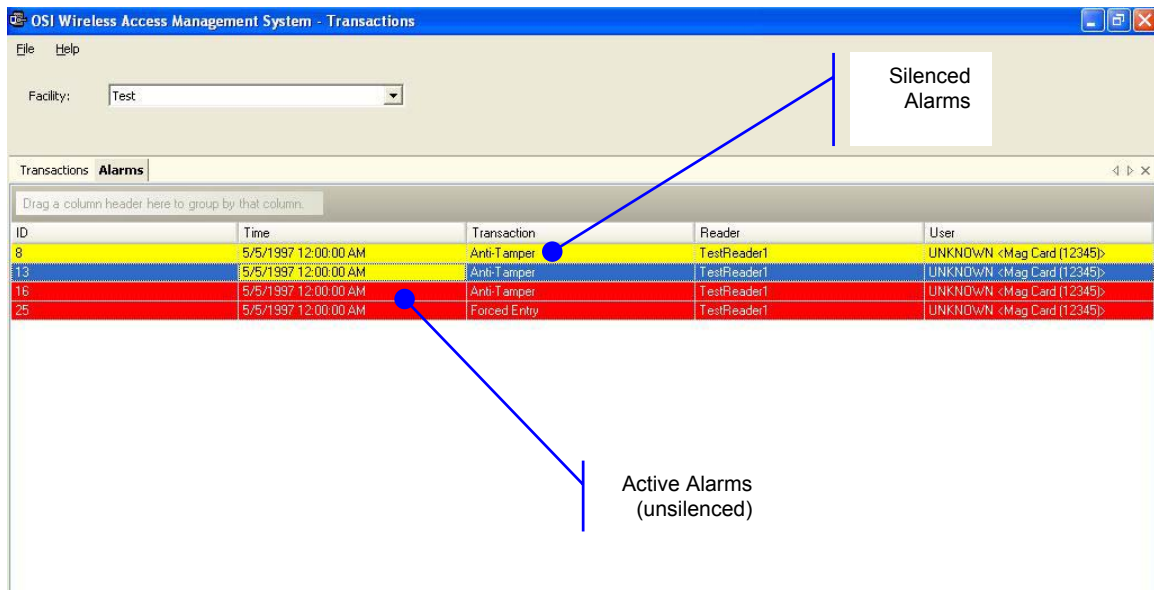 OSI Wireless Access Management System - Transactions
File Help
Silenced
Alarms
Facility: Test
Transactions Alarms
Drag a column header here to group by that column.
ID Time Transaction Reader User
8 5/5/1997 12:00:00 AM Anti-Tamper TestReader1 UNKNOWN <Mag Card (12345)>
13 5/5/1997 12:00:00 AM Anti-Tamper TestReader1 UNKNOWN <Mag Card (12345)>
16 5/5/1997 12:00:00 AM Anti-Tamper TestReader1 UNKNOWN <Mag Card (12345)>
25 5/5/1997 12:00:00 AM Forced Entry TestReader1 UNKNOWN <Mag Card (12345)>
Active Alarms
(unsilenced)